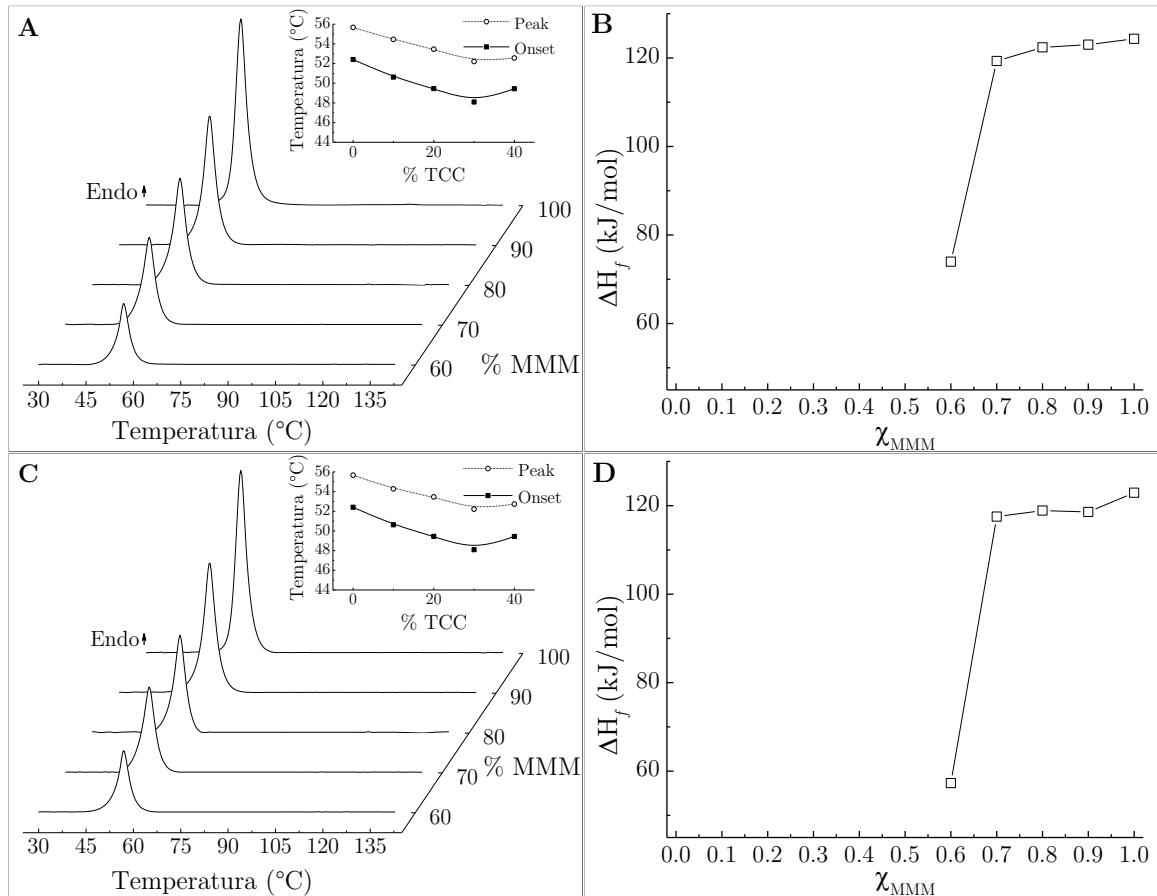 A
Endo
100
90
80
70
60
% MMM
30 45 60 75 90 105 120 135
Temperatura (°C)
56
54
52
50
48
46
44
Temperatura (°C)
Peak
Onset
0 20 40
% TCC
B
120
100
80
60
ΔH_f (kJ/mol)
0.0 0.1 0.2 0.3 0.4 0.5 0.6 0.7 0.8 0.9 1.0
χ_MMM
C
Endo
100
90
80
70
60
% MMM
30 45 60 75 90 105 120 135
Temperatura (°C)
56
54
52
50
48
46
44
Temperatura (°C)
Peak
Onset
0 20 40
% TCC
D
120
100
80
60
ΔH_f (kJ/mol)
0.0 0.1 0.2 0.3 0.4 0.5 0.6 0.7 0.8 0.9 1.0
χ_MMM